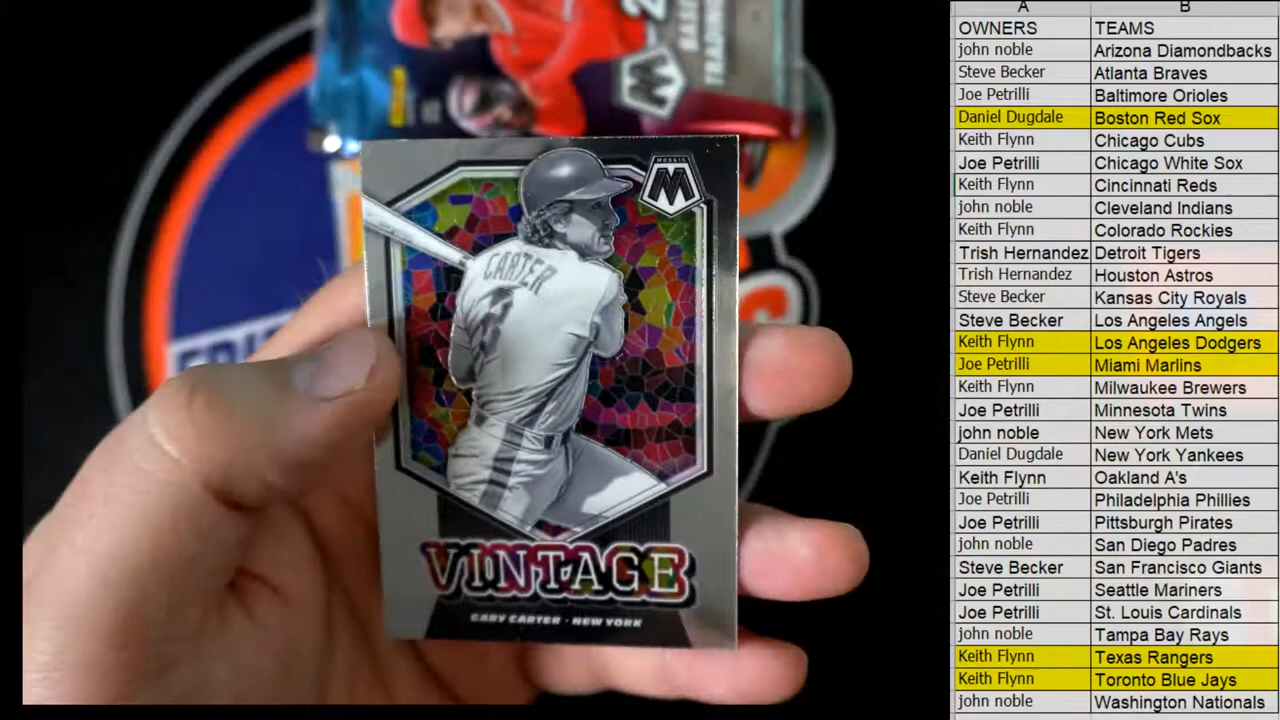 M-2
BASE
TRADING
MOSAIC
M
CARTER
8
VINTAGE
GARY CARTER · NEW YORK
A B
OWNERS TEAMS
john noble Arizona Diamondbacks
Steve Becker Atlanta Braves
Joe Petrilli Baltimore Orioles
Daniel Dugdale Boston Red Sox
Keith Flynn Chicago Cubs
Joe Petrilli Chicago White Sox
Keith Flynn Cincinnati Reds
john noble Cleveland Indians
Keith Flynn Colorado Rockies
Trish Hernandez Detroit Tigers
Trish Hernandez Houston Astros
Steve Becker Kansas City Royals
Steve Becker Los Angeles Angels
Keith Flynn Los Angeles Dodgers
Joe Petrilli Miami Marlins
Keith Flynn Milwaukee Brewers
Joe Petrilli Minnesota Twins
john noble New York Mets
Daniel Dugdale New York Yankees
Keith Flynn Oakland A's
Joe Petrilli Philadelphia Phillies
Joe Petrilli Pittsburgh Pirates
john noble San Diego Padres
Steve Becker San Francisco Giants
Joe Petrilli Seattle Mariners
Joe Petrilli St. Louis Cardinals
john noble Tampa Bay Rays
Keith Flynn Texas Rangers
Keith Flynn Toronto Blue Jays
john noble Washington Nationals